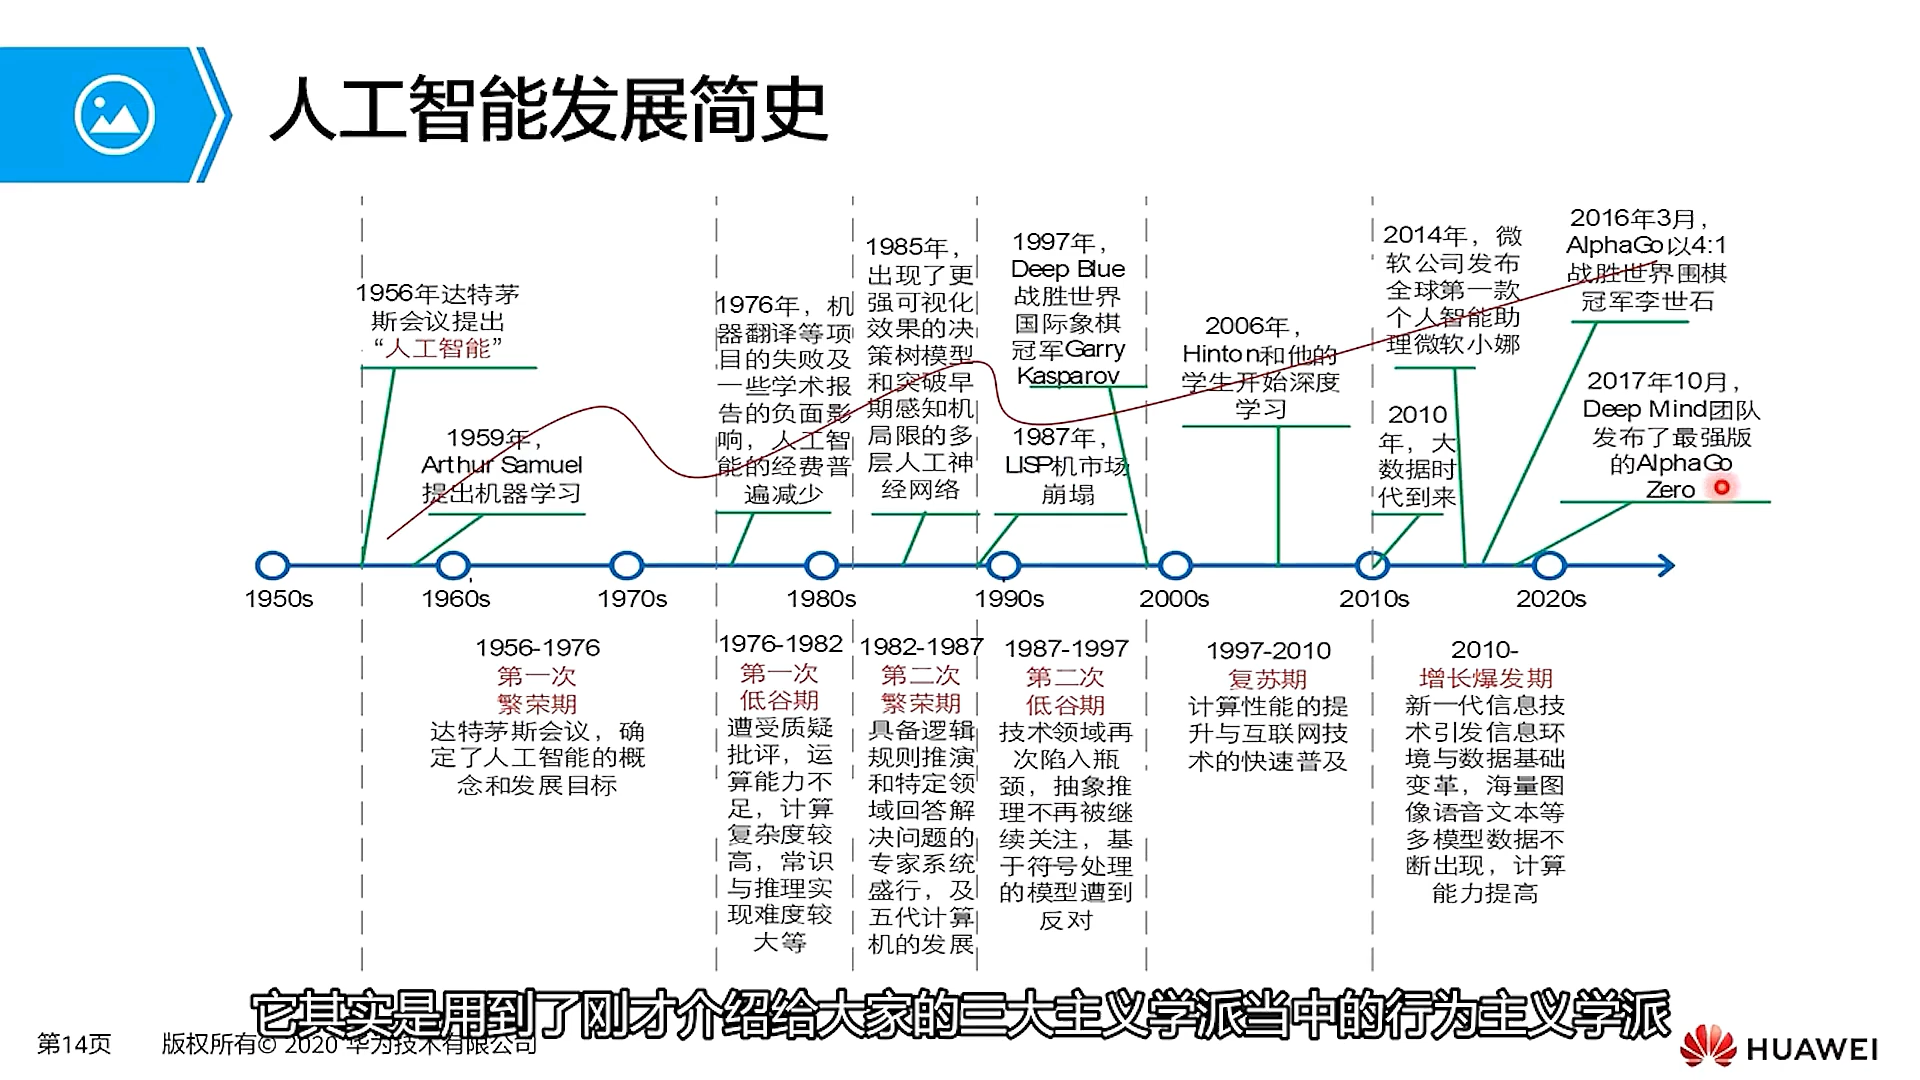 人工智能发展简史
1956年达特茅
斯会议提出
“人工智能”
1959年，
Arthur Samuel
提出机器学习
1976年，机
器翻译等项
目的失败及
一些学术报
告的负面影
响，人工智
能的经费普
遍减少
1985年，
出现了更
强可视化
效果的决
策树模型
和突破早
期感知机
局限的多
层人工神
经网络
1997年，
Deep Blue
战胜世界
国际象棋
冠军Garry
Kasparov
1987年，
LISP机市场
崩塌
2006年，
Hinton和他的
学生开始深度
学习
2014年，微
软公司发布
全球第一款
个人智能助
理微软小娜
2010
年，大
数据时
代到来
2016年3月，
AlphaGo以4:1
战胜世界围棋
冠军李世石
2017年10月，
Deep Mind团队
发布了最强版
的AlphaGo
Zero
1950s 1960s 1970s 1980s 1990s 2000s 2010s 2020s
1956-1976
第一次
繁荣期
达特茅斯会议，确
定了人工智能的概
念和发展目标
1976-1982
第一次
低谷期
遭受质疑
批评，运
算能力不
足，计算
复杂度较
高，常识
与推理实
现难度较
大等
1982-1987
第二次
繁荣期
具备逻辑
规则推演
和特定领
域回答解
决问题的
专家系统
盛行，及
五代计算
机的发展
1987-1997
第二次
低谷期
技术领域再
次陷入瓶
颈，抽象推
理不再被继
续关注，基
于符号处理
的模型遭到
反对
1997-2010
复苏期
计算性能的提
升与互联网技
术的快速普及
2010-
增长爆发期
新一代信息技
术引发信息环
境与数据基础
变革，海量图
像语音文本等
多模型数据不
断出现，计算
能力提高
它其实是用到了刚才介绍给大家的三大主义学派当中的行为主义学派
第14页 版权所有© 2020 华为技术有限公司
HUAWEI